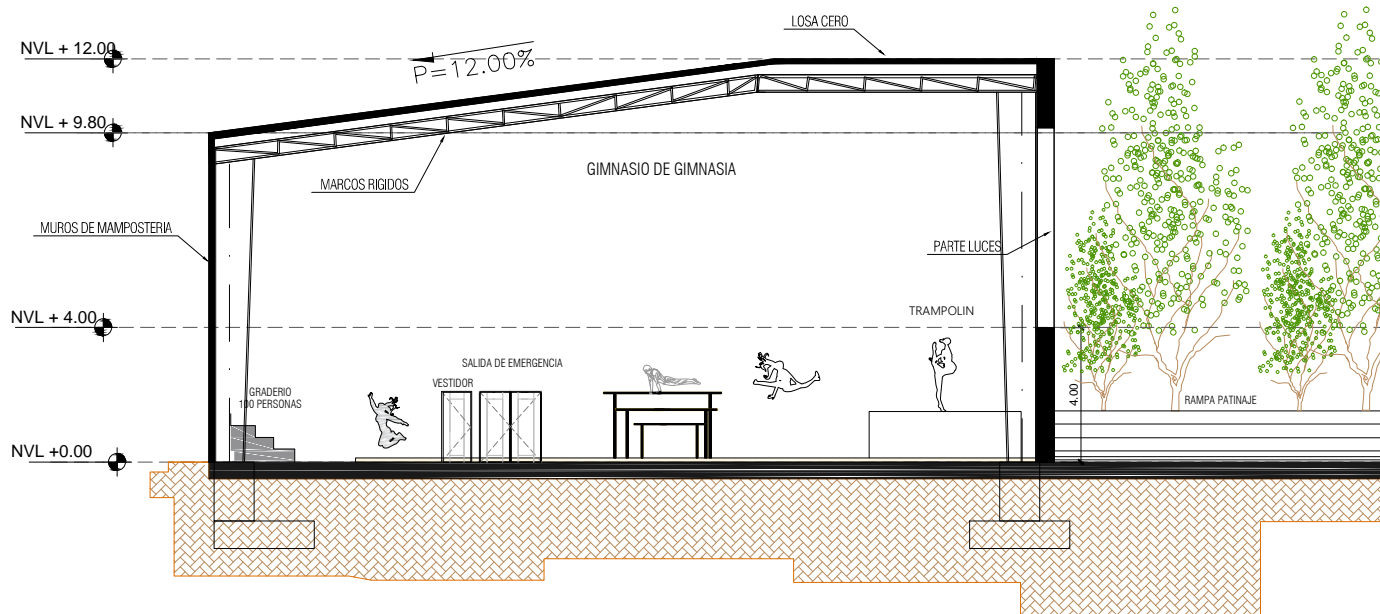 LOSA CERO
NVL + 12.00
P=12.00%
NVL + 9.80
GIMNASIO DE GIMNASIA
MARCOS RIGIDOS
MUROS DE MAMPOSTERIA
PARTE LUCES
NVL + 4.00
TRAMPOLIN
SALIDA DE EMERGENCIA
VESTIDOR
GRADERIO
100 PERSONAS
4.00
RAMPA PATINAJE
NVL +0.00